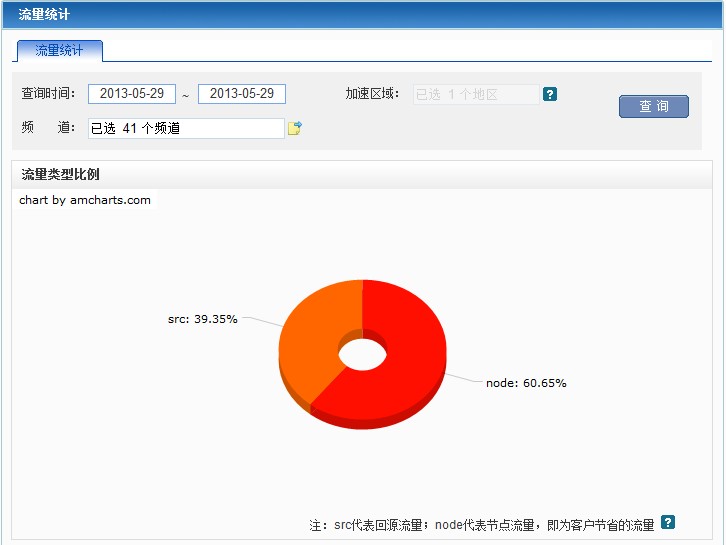 流量统计
流量统计
查询时间： 2013-05-29 ~ 2013-05-29 加速区域： 已选 1 个地区 ? 查 询
频 道： 已选 41 个频道
流量类型比例
chart by amcharts.com
src: 39.35%
node: 60.65%
注：src代表回源流量；node代表节点流量，即为客户节省的流量 ?